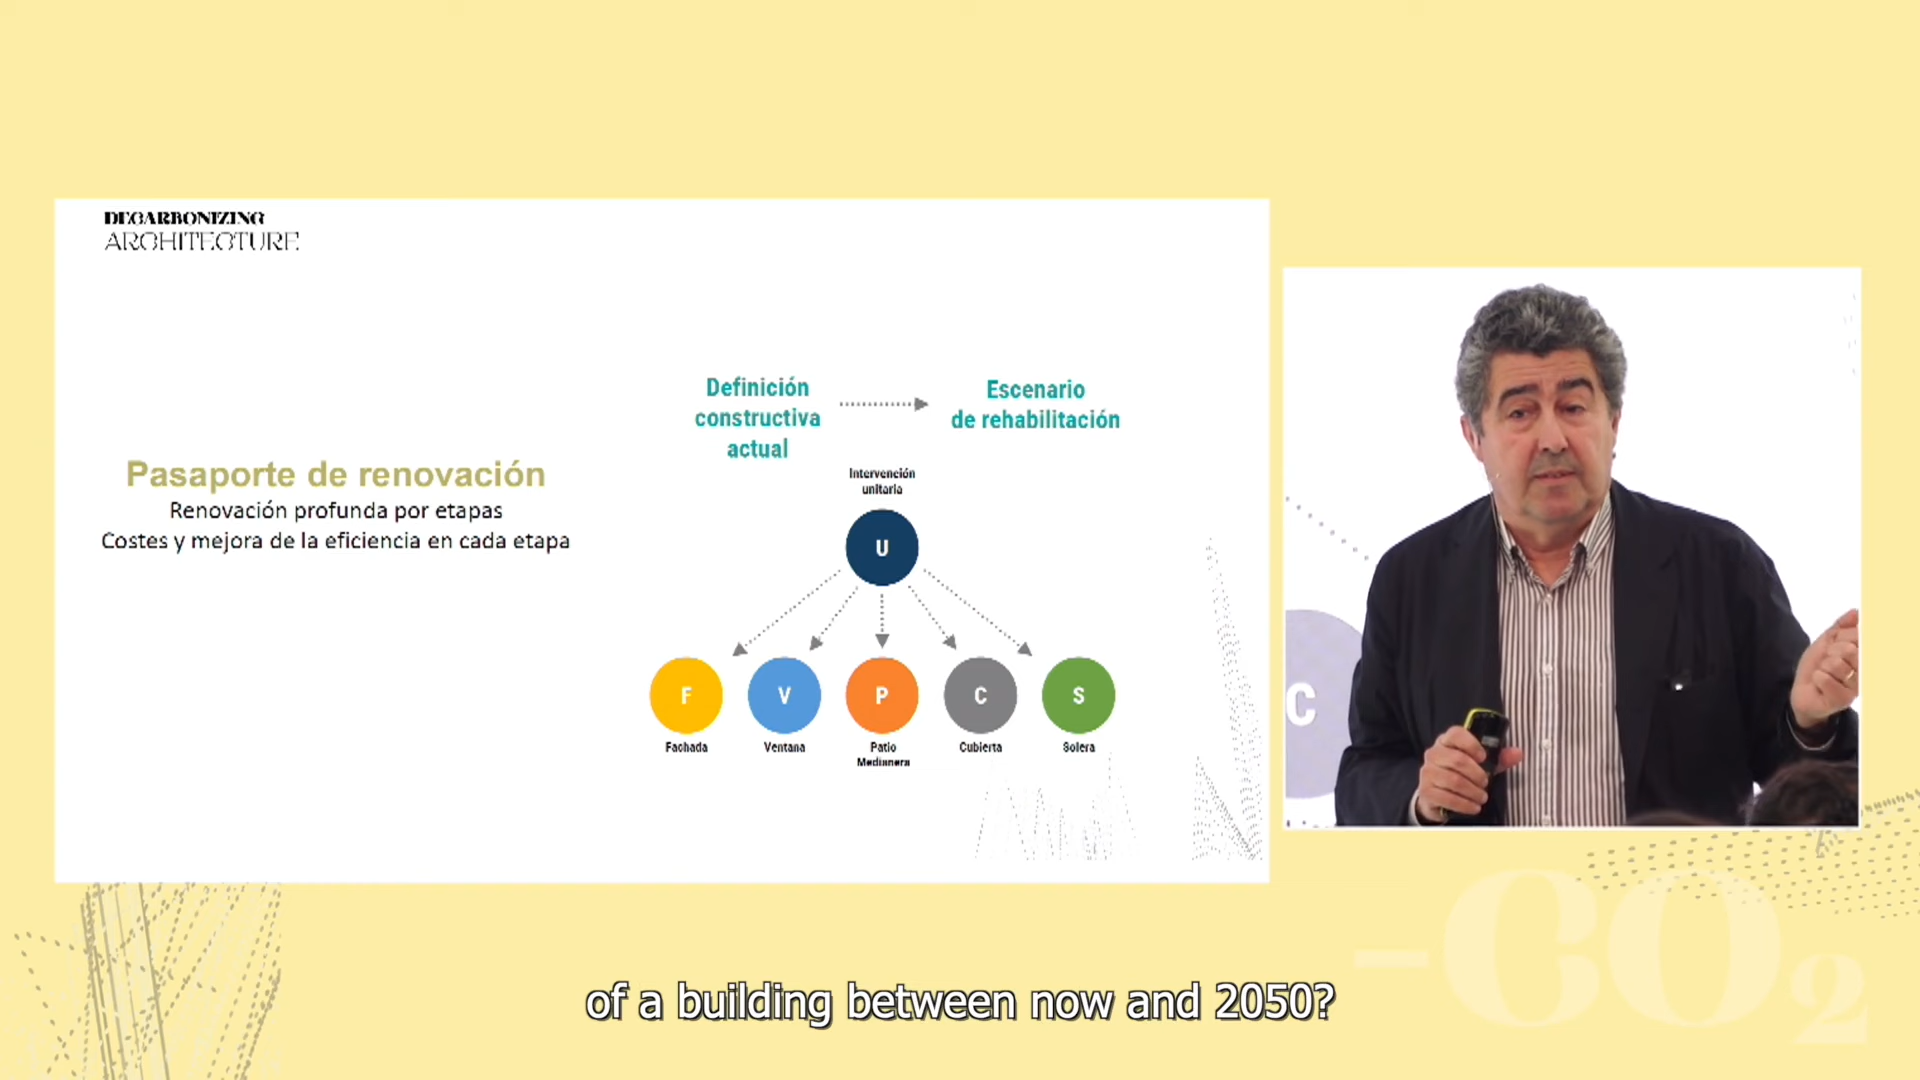 DECARBONIZING
ARCHITECTURE
Definición
constructiva
actual
Escenario
de rehabilitación
Pasaporte de renovación
Renovación profunda por etapas
Costes y mejora de la eficiencia en cada etapa
Intervención
unitaria
U
F
V
P
C
S
Fachada
Ventana
Patio
Medianera
Cubierta
Solera
C
-CO2
of a building between now and 2050?